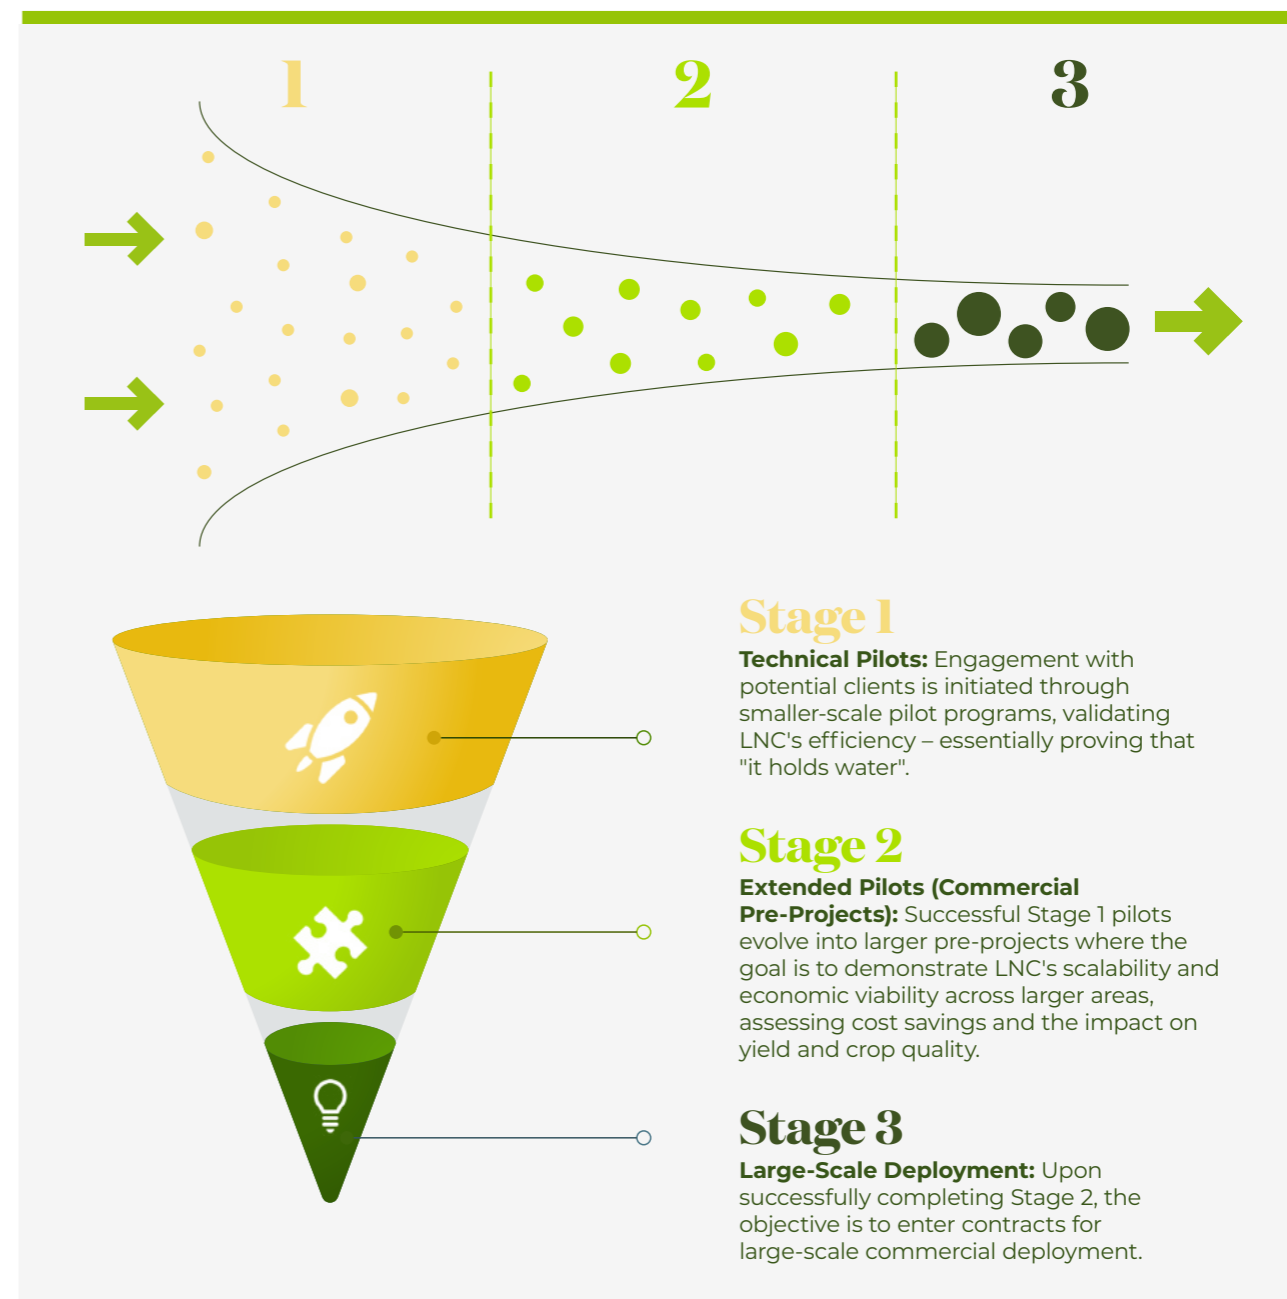 1
2
3
Stage 1
Technical Pilots: Engagement with
potential clients is initiated through
smaller-scale pilot programs, validating
LNC's efficiency – essentially proving that
"it holds water".
Stage 2
Extended Pilots (Commercial
Pre-Projects): Successful Stage 1 pilots
evolve into larger pre-projects where the
goal is to demonstrate LNC's scalability and
economic viability across larger areas,
assessing cost savings and the impact on
yield and crop quality.
Stage 3
Large-Scale Deployment: Upon
successfully completing Stage 2, the
objective is to enter contracts for
large-scale commercial deployment.